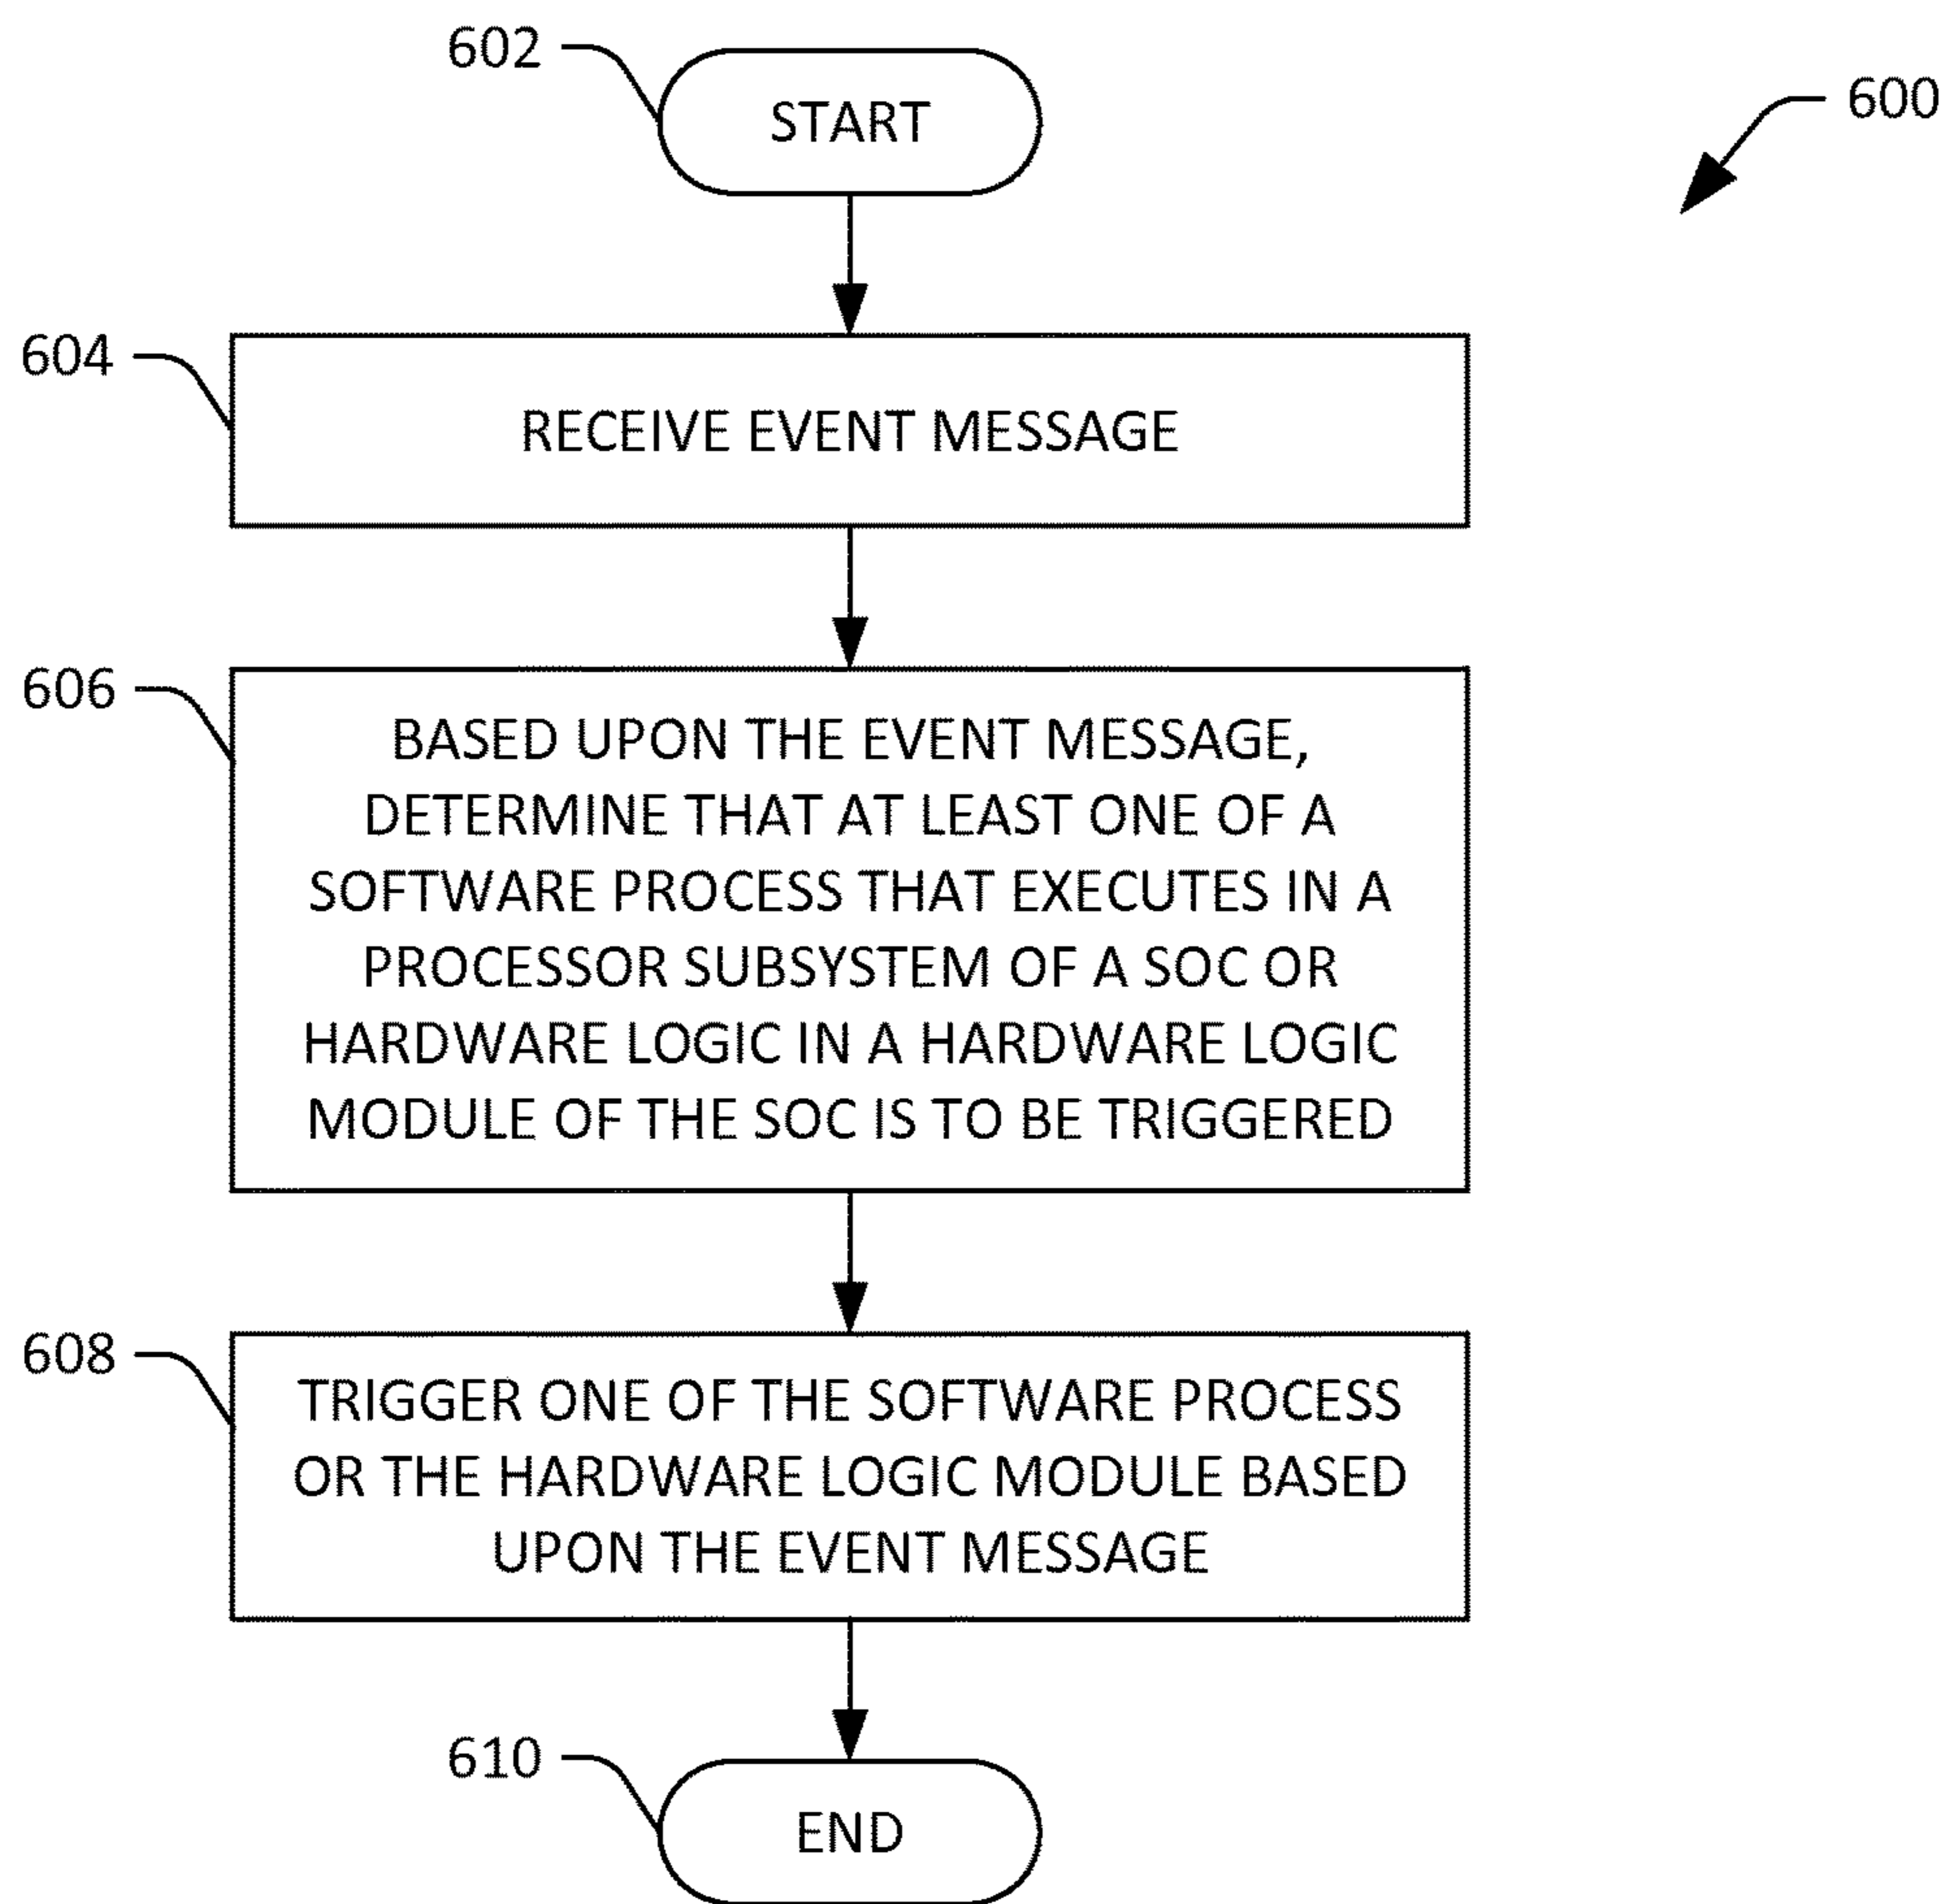 602
START
600
604
RECEIVE EVENT MESSAGE
606
BASED UPON THE EVENT MESSAGE,
DETERMINE THAT AT LEAST ONE OF A
SOFTWARE PROCESS THAT EXECUTES IN A
PROCESSOR SUBSYSTEM OF A SOC OR
HARDWARE LOGIC IN A HARDWARE LOGIC
MODULE OF THE SOC IS TO BE TRIGGERED
608
TRIGGER ONE OF THE SOFTWARE PROCESS
OR THE HARDWARE LOGIC MODULE BASED
UPON THE EVENT MESSAGE
610
END